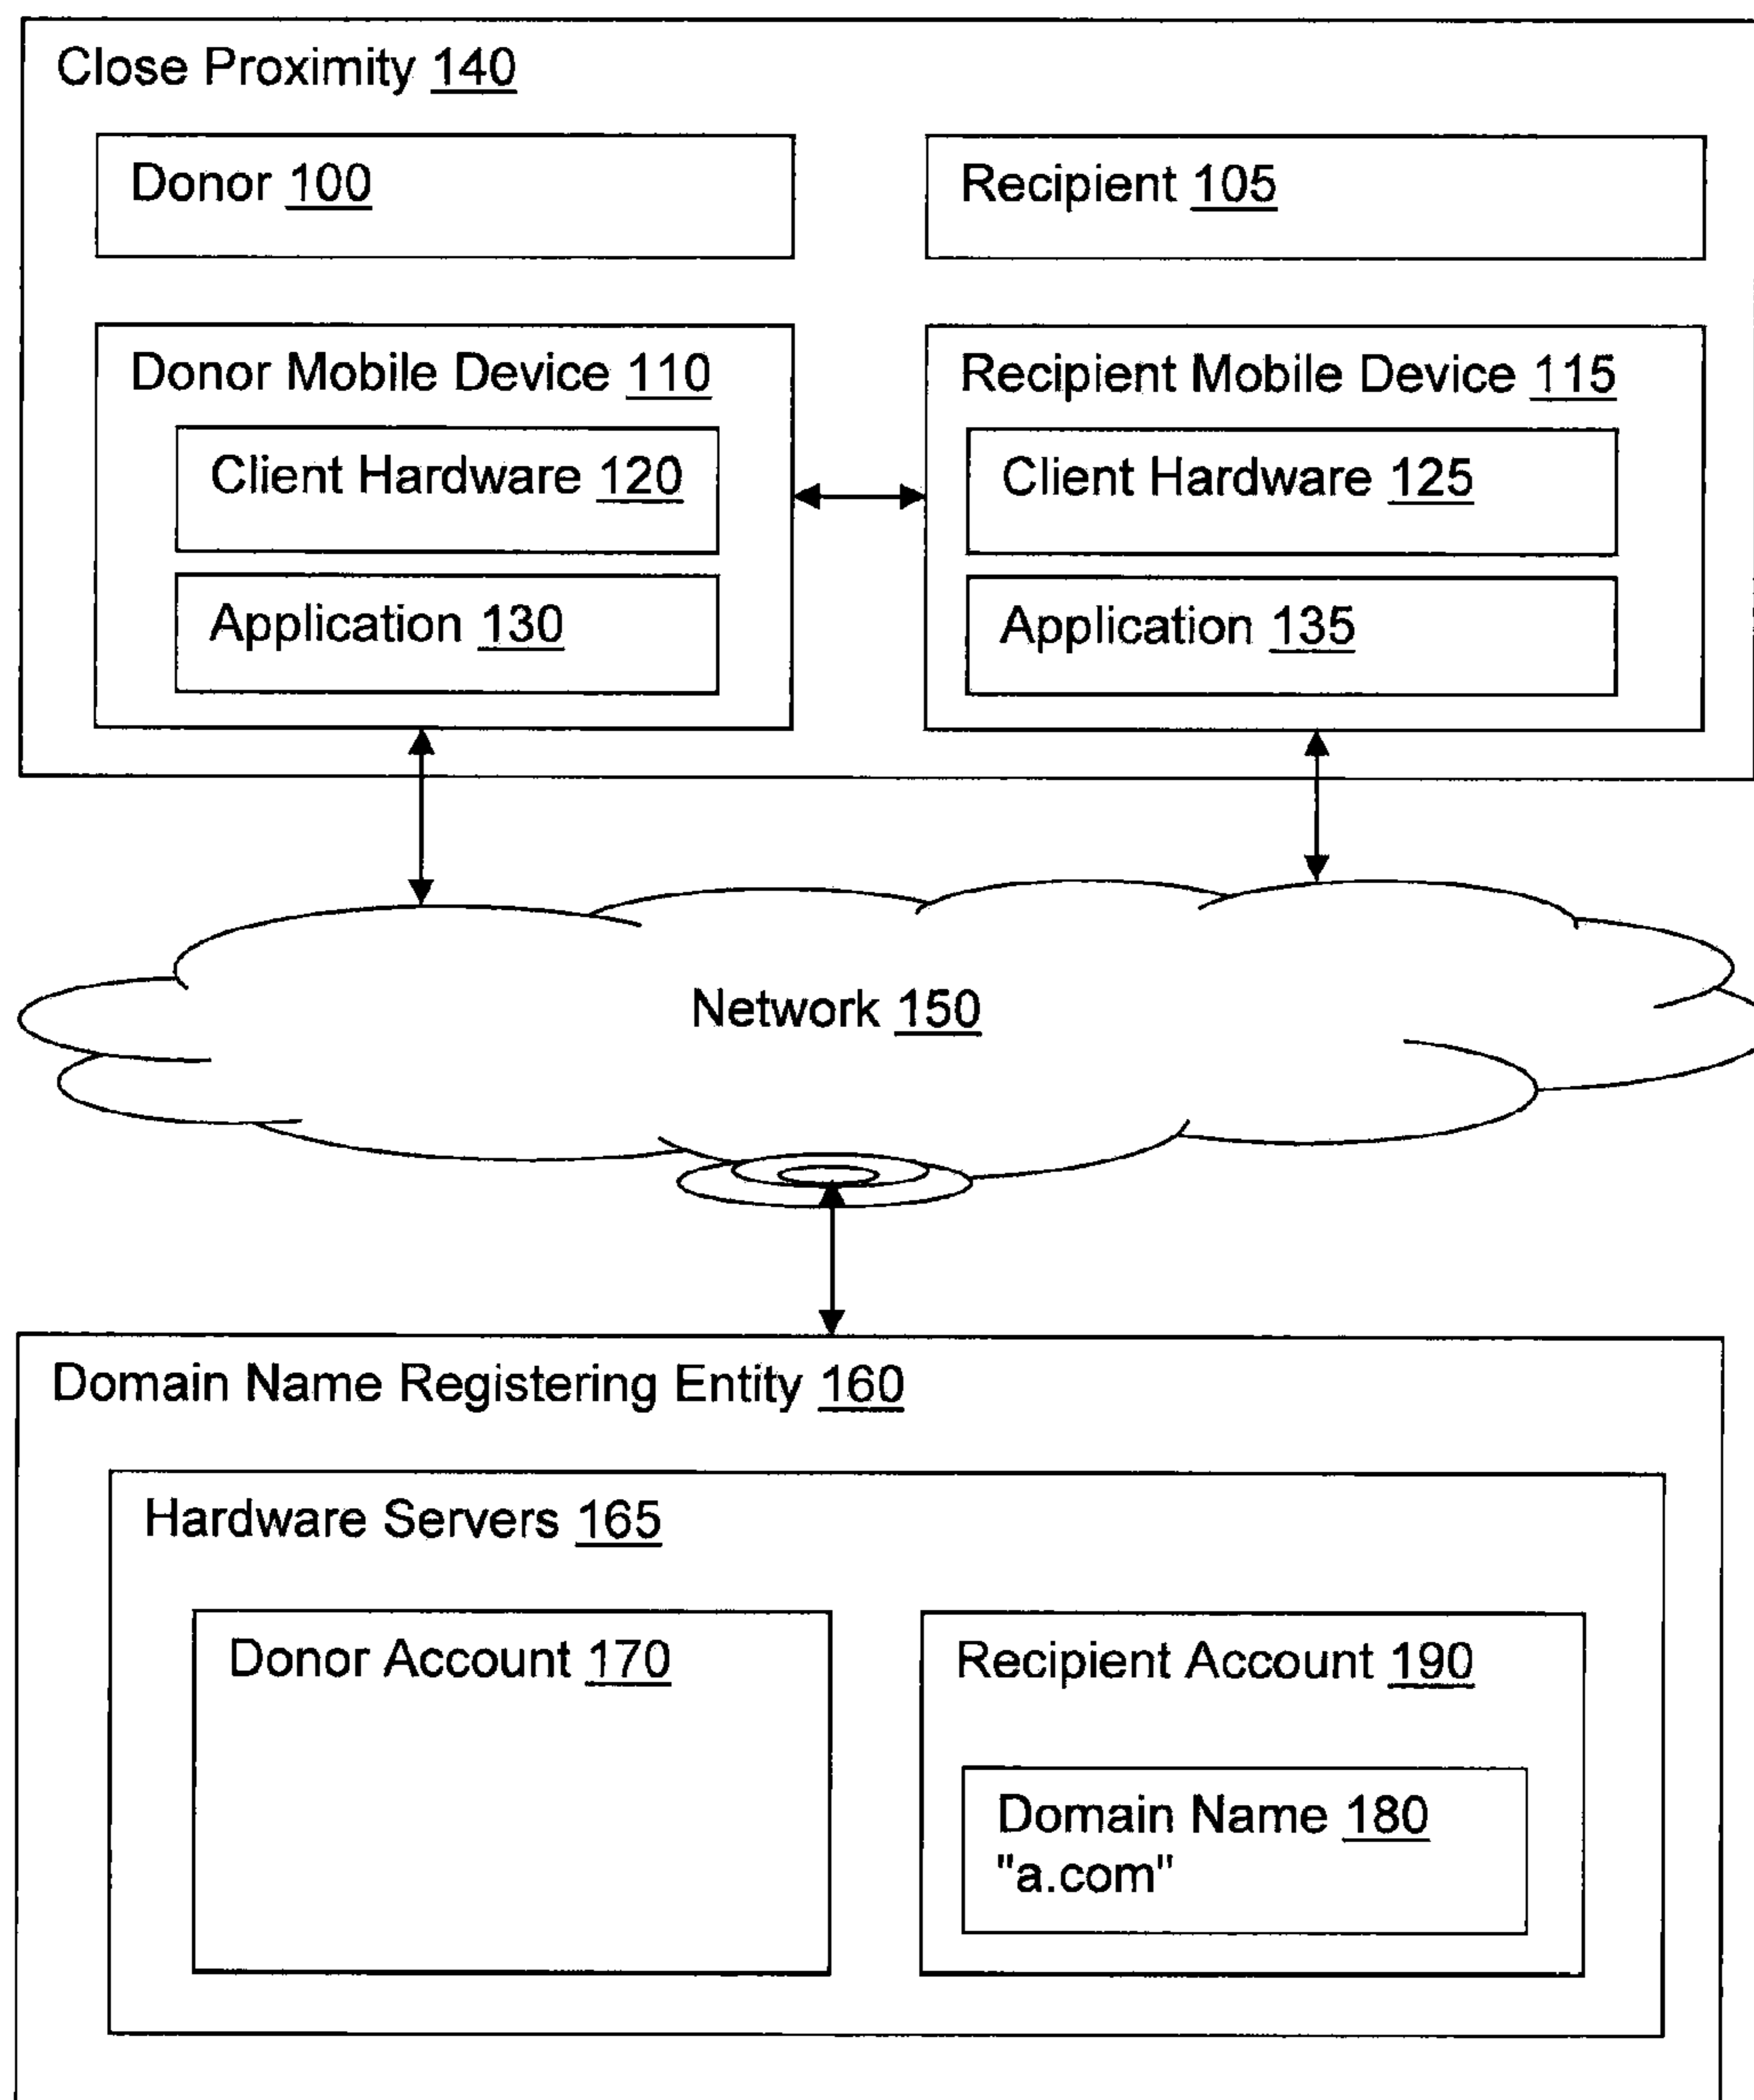 Close Proximity 140
Donor 100
Recipient 105
Donor Mobile Device 110
Client Hardware 120
Application 130
Recipient Mobile Device 115
Client Hardware 125
Application 135
Network 150
Domain Name Registering Entity 160
Hardware Servers 165
Donor Account 170
Recipient Account 190
Domain Name 180
"a.com"